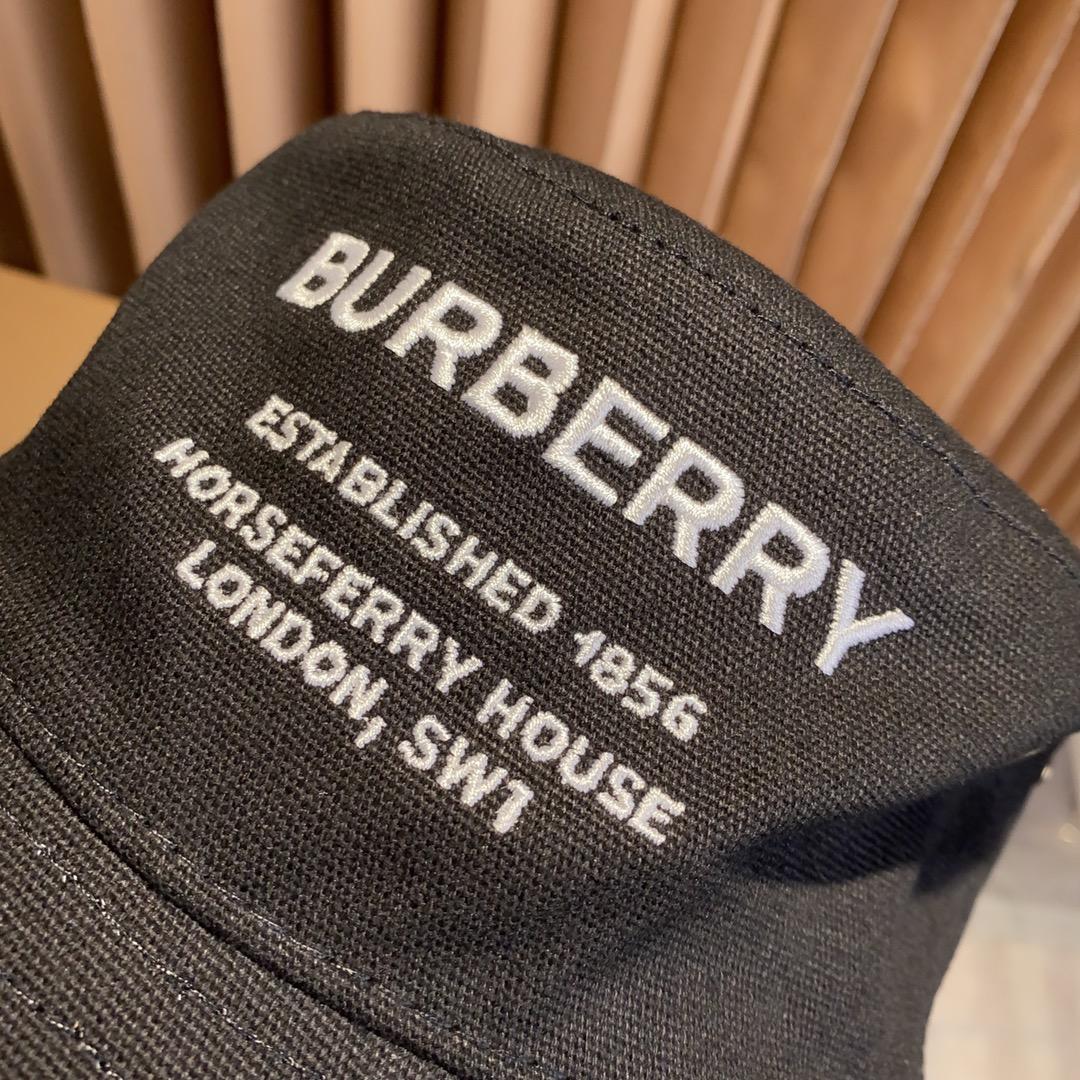 BURBERRY
ESTABLISHED 1856
HORSEFERRY HOUSE
LONDON, SW1